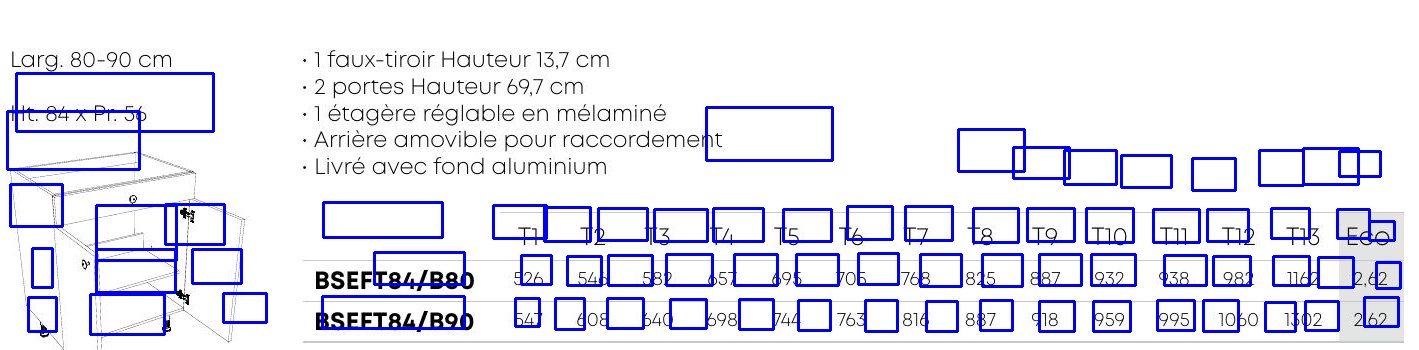 Larg. 80-90 cm
Ht. 84 x Pr. 56
· 1 faux-tiroir Hauteur 13,7 cm
· 2 portes Hauteur 69,7 cm
· 1 étagère réglable en mélaminé
· Arrière amovible pour raccordement
· Livré avec fond aluminium
T1 T2 T3 T4 T5 T6 T7 T8 T9 T10 T11 T12 T13 Eco
BSEFT84/B80 526 546 582 657 695 705 768 825 887 932 938 982 1162 2,62
BSEFT84/B90 547 608 640 698 744 763 816 887 918 959 995 1060 1302 2,62